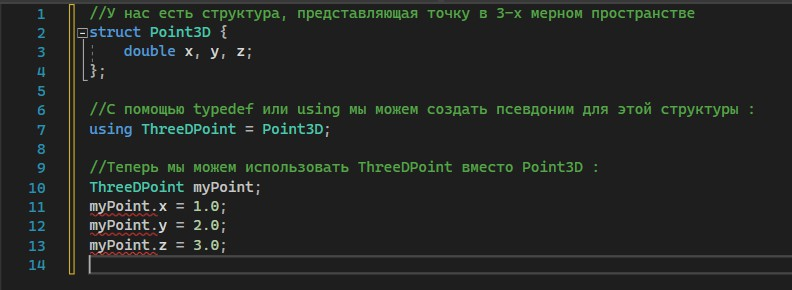 1 //У нас есть структура, представляющая точку в 3-х мерном пространстве
2 struct Point3D {
3 double x, y, z;
4 };
5
6 //С помощью typedef или using мы можем создать псевдоним для этой структуры :
7 using ThreeDPoint = Point3D;
8
9 //Теперь мы можем использовать ThreeDPoint вместо Point3D :
10 ThreeDPoint myPoint;
11 myPoint.x = 1.0;
12 myPoint.y = 2.0;
13 myPoint.z = 3.0;
14